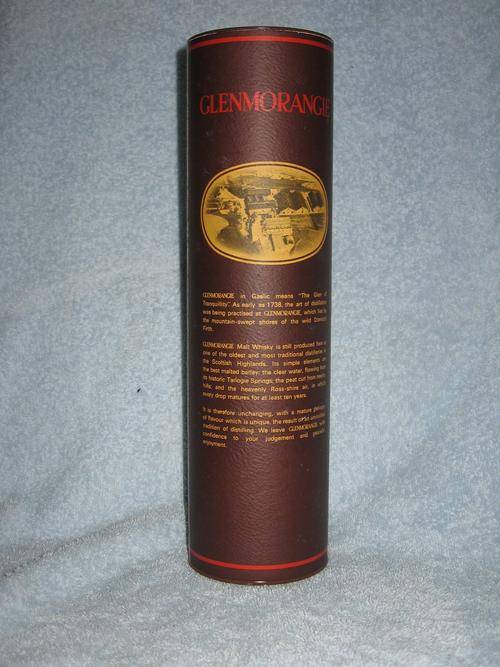 GLENMORANGIE
GLENMORANGIE in Gaelic means "The Glen of
Tranquillity". As early as 1738, the art of distillation
was being practised at GLENMORANGIE, which lies by
the mountain-swept shores of the wild Dornoch
Firth.
GLENMORANGIE Malt Whisky is still produced here at
one of the oldest and most traditional distilleries in
the Scottish Highlands. Its simple elements are
the best malted barley; the clear water, flowing from
its historic Tarlogie Springs; the peat cut from nearby
hills; and the heavenly Ross-shire air, in which
every drop matures for at least ten years.
It is therefore unchanging, with a mature
of flavour which is unique, the result of an unbroken
tradition of distilling. We leave GLENMORANGIE with
confidence to your judgement and peaceful
enjoyment.